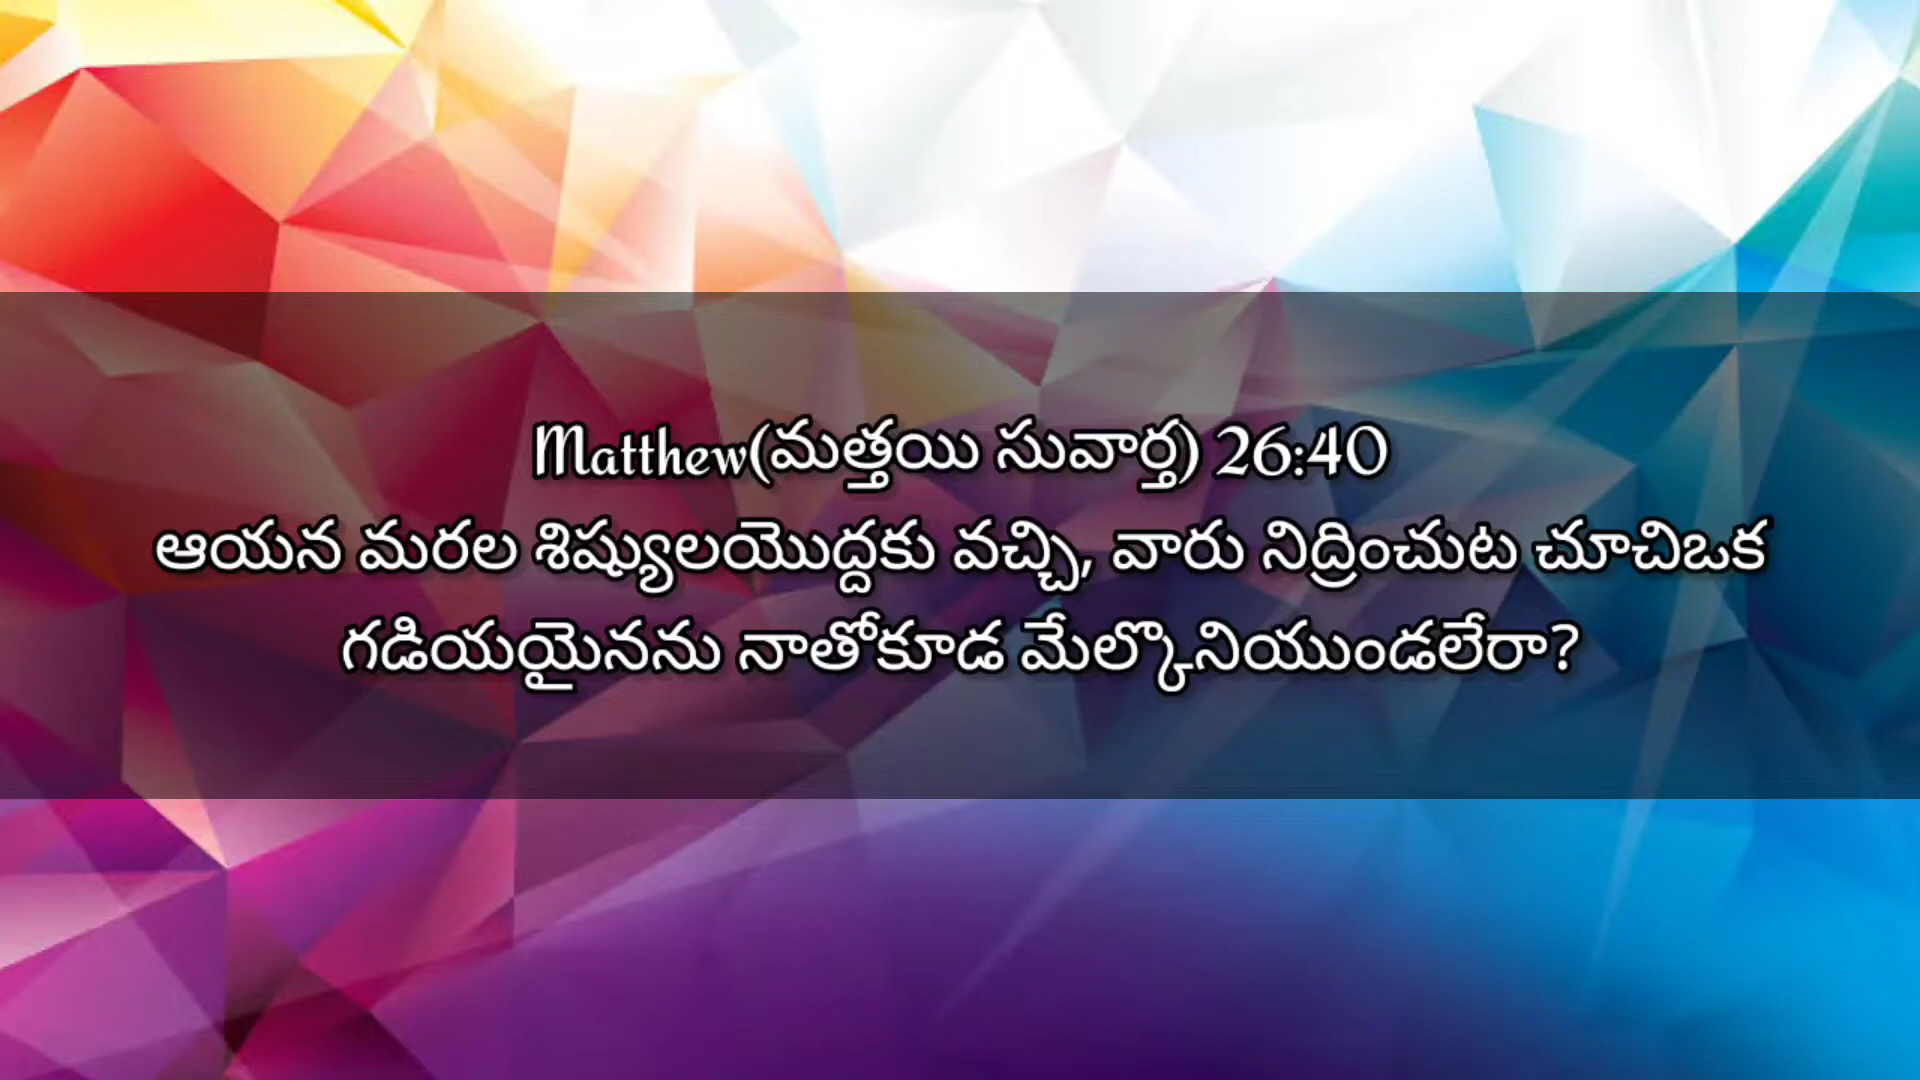 Matthew(మత్తయి సువార్త) 26:40
ఆయన మరల శిష్యులయొద్దకు వచ్చి, వారు నిద్రించుట చూచిఒక
గడియయైనను నాతోకూడ మేల్కొనియుండలేరా?